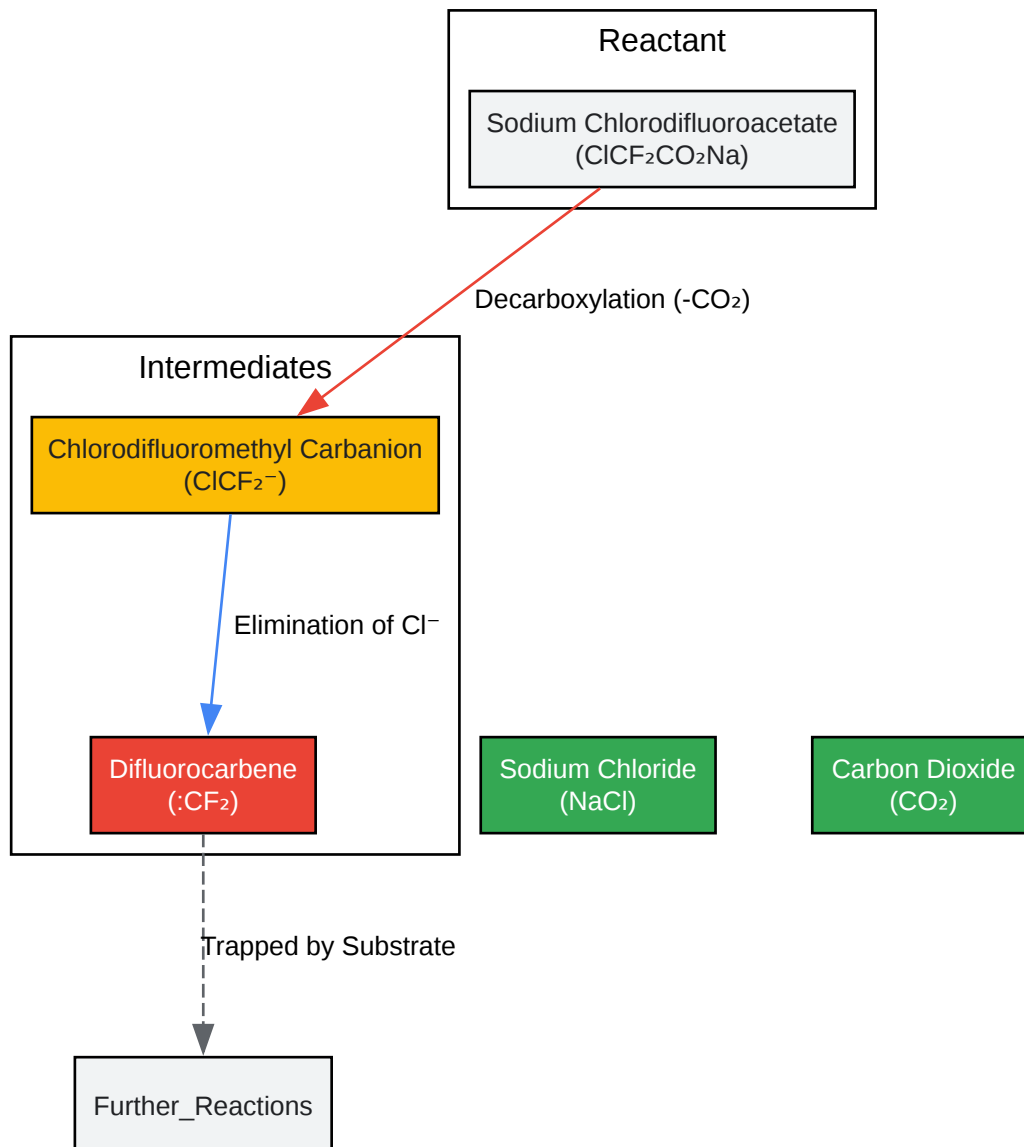 Reactant
Sodium Chlorodifluoroacetate
(ClCF₂CO₂Na)
Decarboxylation (-CO₂)
Intermediates
Chlorodifluoromethyl Carbanion
(ClCF₂⁻)
Elimination of Cl⁻
Difluorocarbene
(:CF₂)
Sodium Chloride
(NaCl)
Carbon Dioxide
(CO₂)
Trapped by Substrate
Further_Reactions